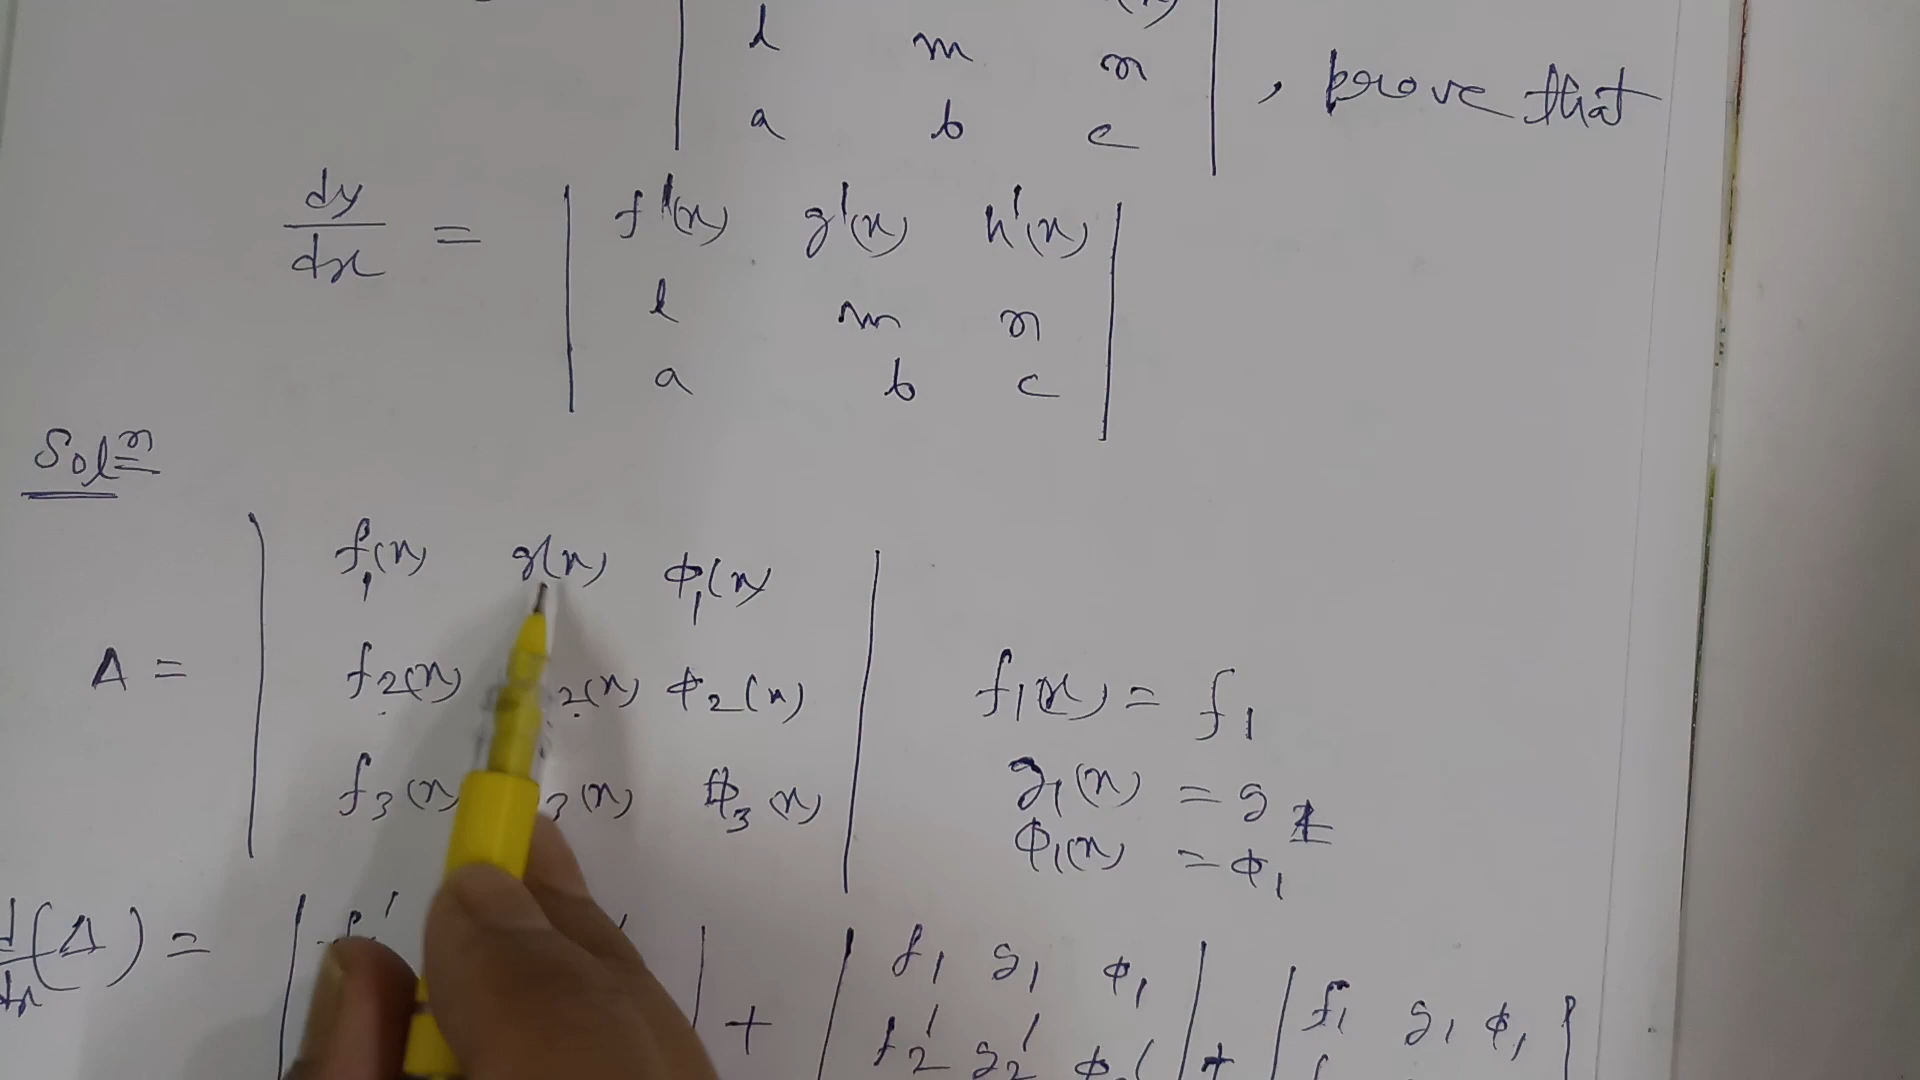 l m n
a b c , prove that
dy/dx = | f'(x) g'(x) h'(x) |
l m n
a b c
Solⁿ
f₁(x) g(x) ϕ₁(x)
Δ = f₂(x) ₂(x) ϕ₂(x) f₁(x) = f₁
f₃(x) ₃(x) ϕ₃(x) g₁(x) = g₁
ϕ₁(x) = ϕ₁
d/dx (Δ) = | f' ' | + | f₁ g₁ ϕ₁ | + | f₁ g₁ ϕ₁ |
f₂' g₂' ϕ₂'